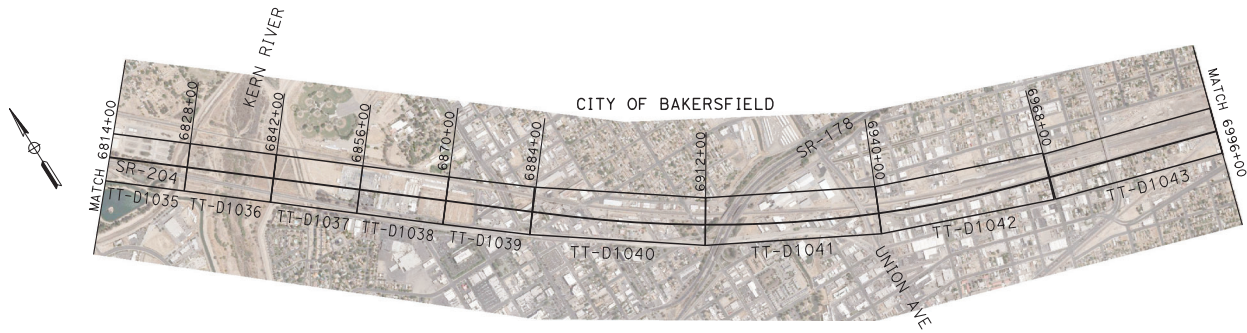 CITY OF BAKERSFIELD
KERN RIVER
MATCH 6814+00
6828+00
6842+00
6856+00
6870+00
6884+00
6912+00
SR-178
6940+00
6968+00
MATCH 6996+00
SR-204
TT-D1035
TT-D1036
TT-D1037
TT-D1038
TT-D1039
TT-D1040
TT-D1041
TT-D1042
TT-D1043
UNION AVE